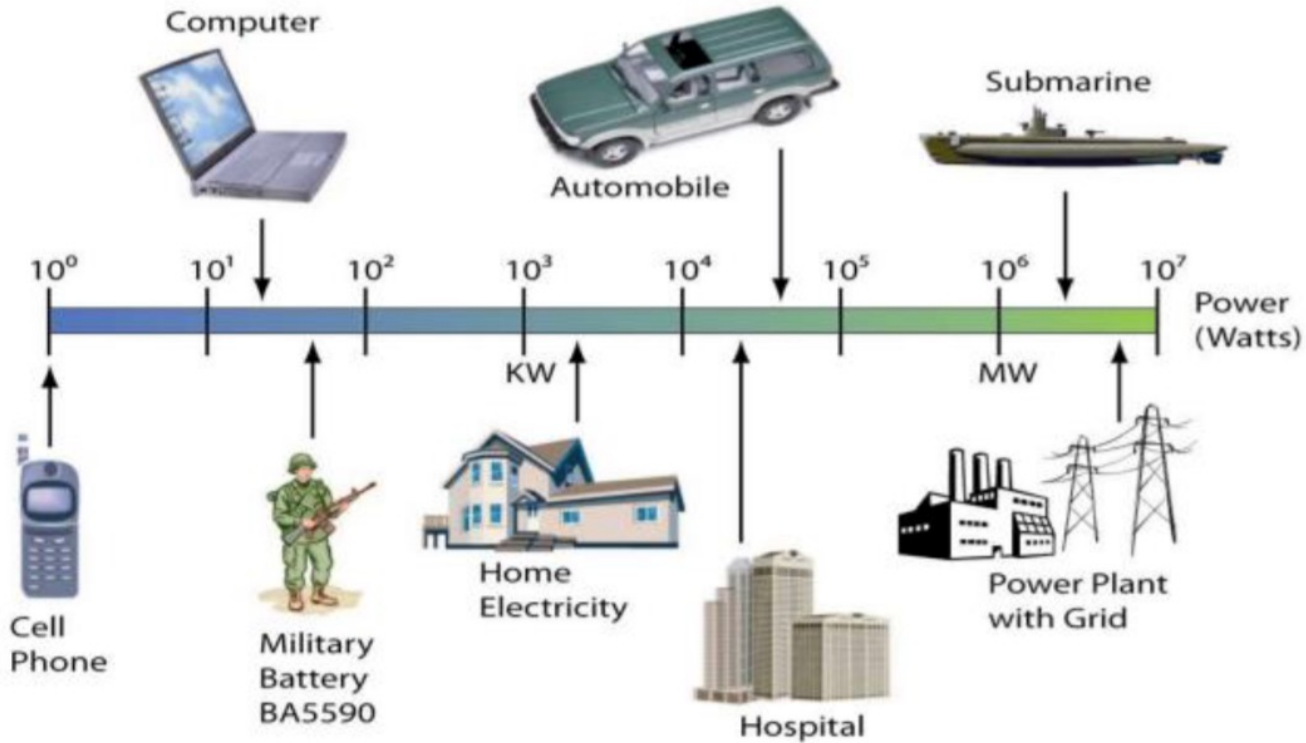 Computer
Automobile
Submarine
10⁰ 10¹ 10² 10³ 10⁴ 10⁵ 10⁶ 10⁷
Power
(Watts)
KW MW
Cell
Phone
Military
Battery
BA5590
Home
Electricity
Hospital
Power Plant
with Grid